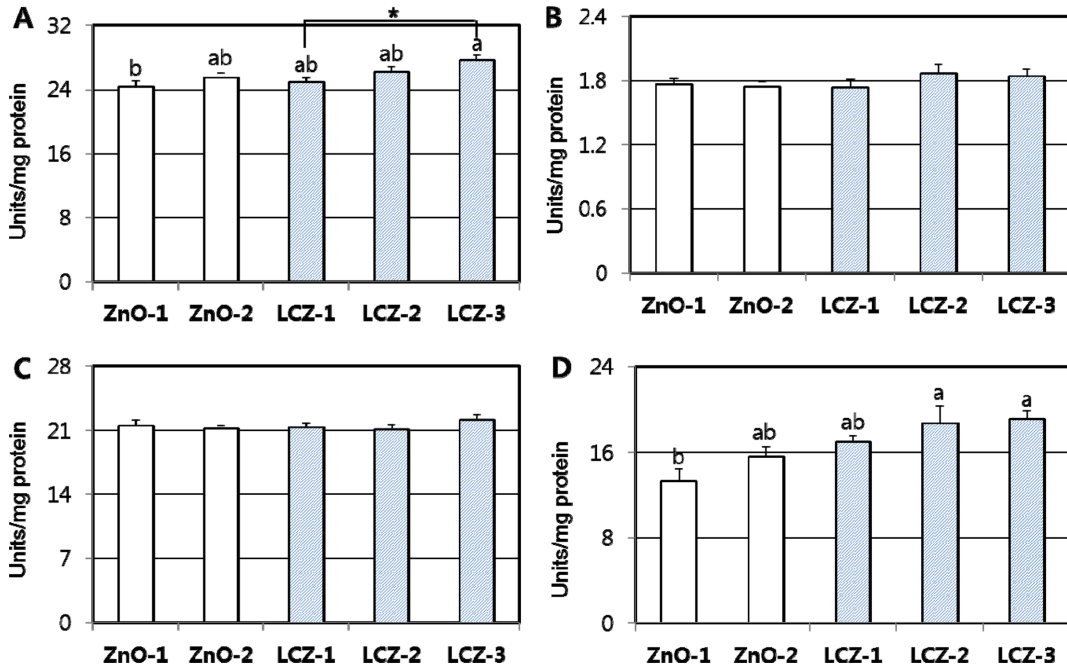 A
Units/mg protein
32
24
16
8
0
*
b
ab
ab
ab
a
ZnO-1 ZnO-2 LCZ-1 LCZ-2 LCZ-3
B
Units/mg protein
2.4
1.8
1.2
0.6
0
ZnO-1 ZnO-2 LCZ-1 LCZ-2 LCZ-3
C
Units/mg protein
28
21
14
7
0
ZnO-1 ZnO-2 LCZ-1 LCZ-2 LCZ-3
D
Units/mg protein
24
16
8
0
b
ab
ab
a
a
ZnO-1 ZnO-2 LCZ-1 LCZ-2 LCZ-3